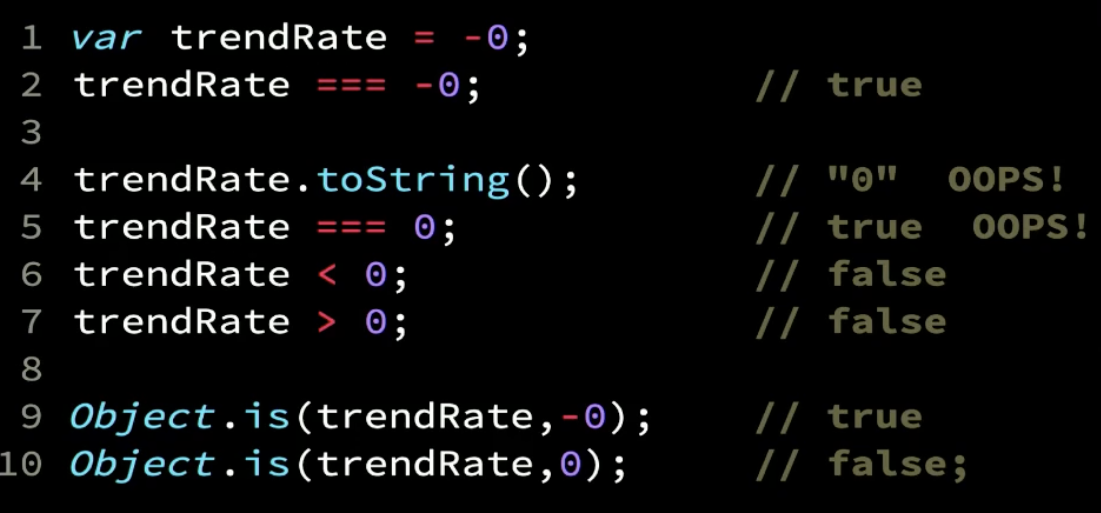 1 var trendRate = -0;
2 trendRate === -0; // true
3
4 trendRate.toString(); // "0" OOPS!
5 trendRate === 0; // true OOPS!
6 trendRate < 0; // false
7 trendRate > 0; // false
8
9 Object.is(trendRate,-0); // true
10 Object.is(trendRate,0); // false;